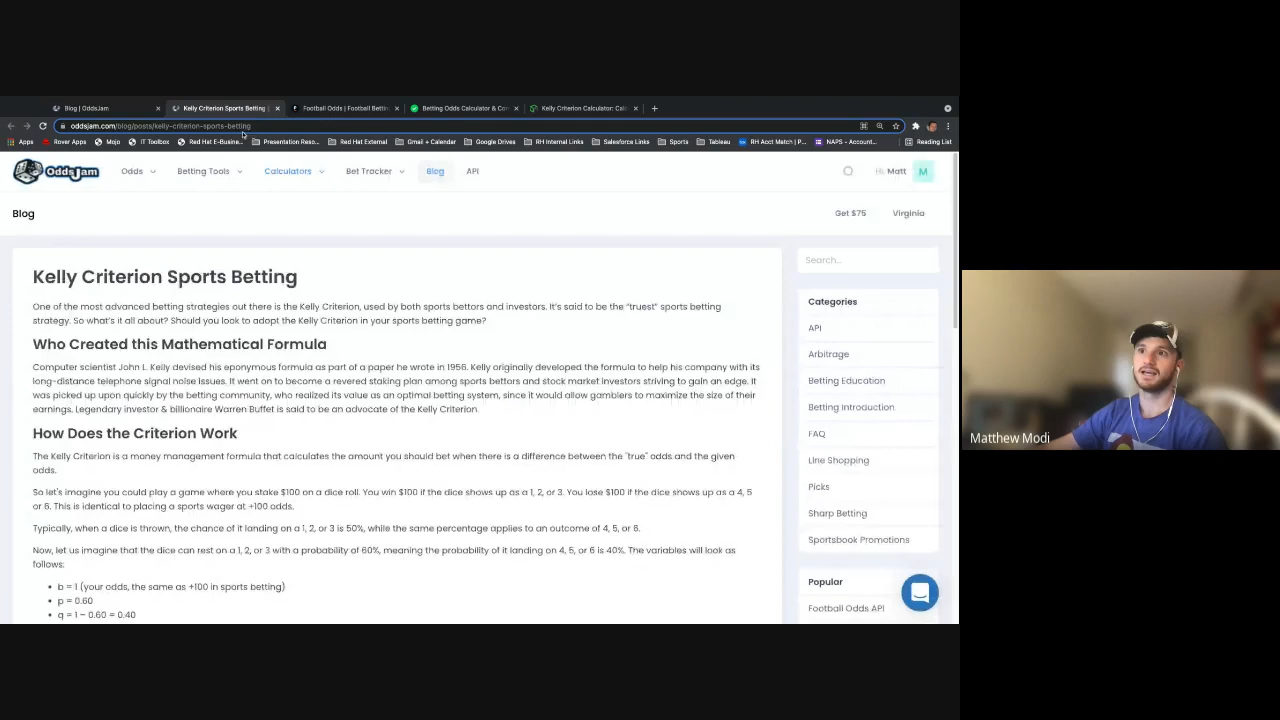 Blog | OddsJam
Kelly Criterion Sports Betting |
Football Odds | Football Bettin
Betting Odds Calculator & Con
Kelly Criterion Calculator: Calc
oddsjam.com/blog/posts/kelly-criterion-sports-betting
Apps Rover Apps Mojo IT Toolbox Red Hat E-Busine... Presentation Reso... Red Hat External Gmail + Calendar Google Drives RH Internal Links Salesforce Links Sports Tableau RH Acct Match | P... NAPS - Account... Reading List
OddsJam Odds Betting Tools Calculators Bet Tracker Blog API Hi, Matt M
Blog Get $75 Virginia
Kelly Criterion Sports Betting
One of the most advanced betting strategies out there is the Kelly Criterion, used by both sports bettors and investors. It's said to be the "truest" sports betting
strategy. So what's it all about? Should you look to adopt the Kelly Criterion in your sports betting game?
Who Created this Mathematical Formula
Computer scientist John L. Kelly devised his eponymous formula as part of a paper he wrote in 1956. Kelly originally developed the formula to help his company with its
long-distance telephone signal noise issues. It went on to become a revered staking plan among sports bettors and stock market investors striving to gain an edge. It
was picked up upon quickly by the betting community, who realized its value as an optimal betting system, since it would allow gamblers to maximize the size of their
earnings. Legendary investor & billionaire Warren Buffet is said to be an advocate of the Kelly Criterion.
How Does the Criterion Work
The Kelly Criterion is a money management formula that calculates the amount you should bet when there is a difference between the "true" odds and the given
odds.
So let's imagine you could play a game where you stake $100 on a dice roll. You win $100 if the dice shows up as a 1, 2, or 3. You lose $100 if the dice shows up as a 4, 5
or 6. This is identical to placing a sports wager at +100 odds.
Typically, when a dice is thrown, the chance of it landing on a 1, 2, or 3 is 50%, while the same percentage applies to an outcome of 4, 5, or 6.
Now, let us imagine that the dice can rest on a 1, 2, or 3 with a probability of 60%, meaning the probability of it landing on 4, 5, or 6 is 40%. The variables will look as
follows:
• b = 1 (your odds, the same as +100 in sports betting)
• p = 0.60
• q = 1 – 0.60 = 0.40
Search...
Categories
API
Arbitrage
Betting Education
Betting Introduction
FAQ
Line Shopping
Picks
Sharp Betting
Sportsbook Promotions
Popular
Football Odds API
Matthew Modi